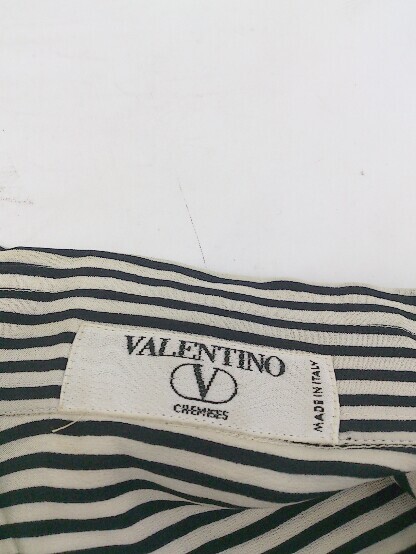 VALENTINO
V
CHEMISES
MADE IN ITALY